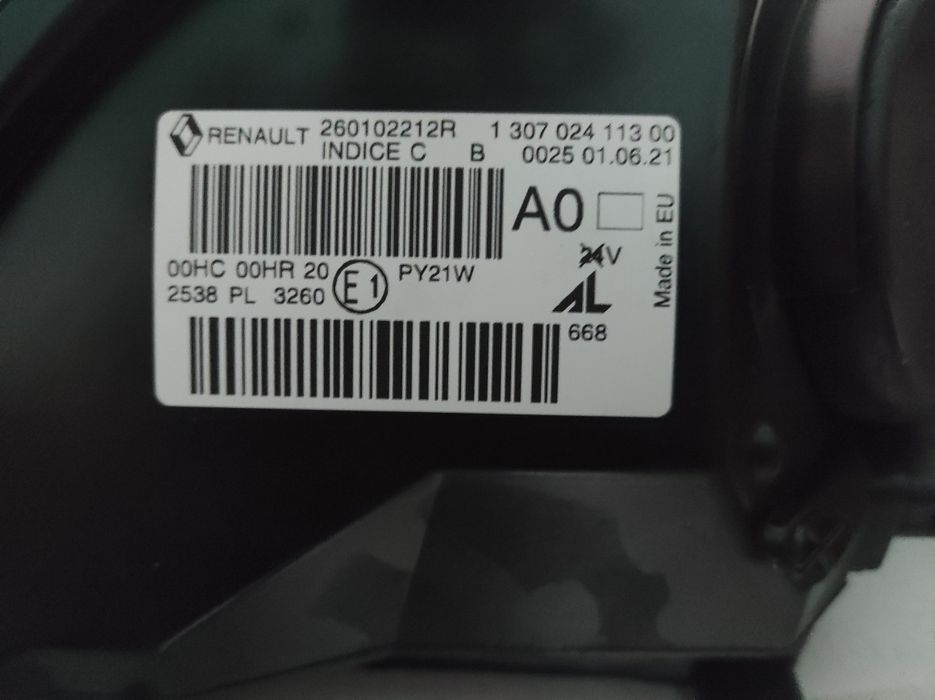 RENAULT 260102212R 1 307 024 113 00
INDICE C B 0025 01.06.21
A0
Made in EU
24V
00HC 00HR 20 E1 PY21W
2538 PL 3260
AL
668